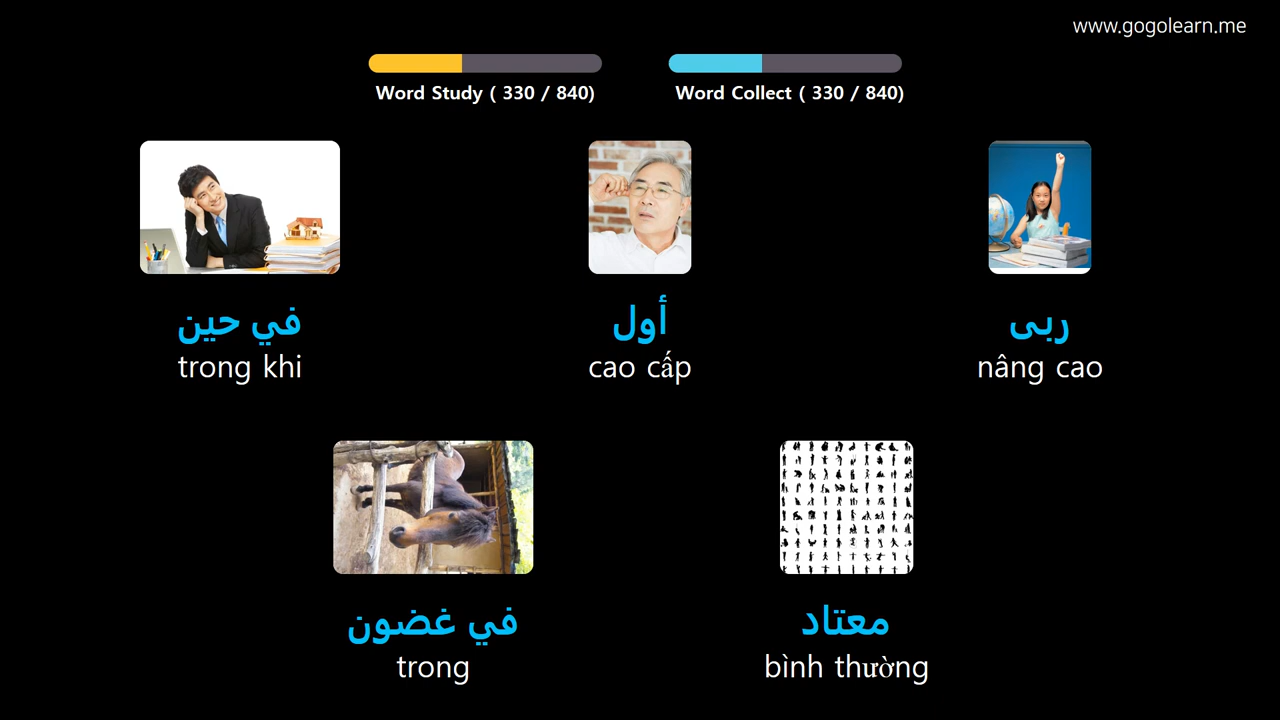 www.gogolearn.me
Word Study ( 330 / 840)
Word Collect ( 330 / 840)
في حين
trong khi
أول
cao cấp
ربى
nâng cao
في غضون
trong
معتاد
bình thường